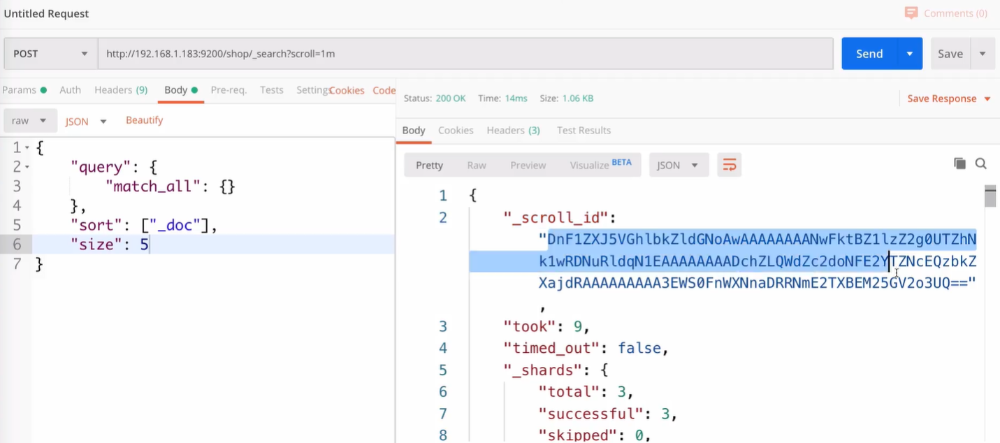 Untitled Request
Comments (0)
POST
http://192.168.1.183:9200/shop/_search?scroll=1m
Send
Save
Params
Auth
Headers (9)
Body
Pre-req.
Tests
Settings
Cookies
Code
raw
JSON
Beautify
1 {
2 "query": {
3 "match_all": {}
4 },
5 "sort": ["_doc"],
6 "size": 5
7 }
Status: 200 OK Time: 14ms Size: 1.06 KB
Save Response
Body
Cookies
Headers (3)
Test Results
Pretty
Raw
Preview
Visualize BETA
JSON
1 {
2 "_scroll_id":
"DnF1ZXJ5VGhlbkZldGNoAwAAAAAAAANwFktBZ1lzZ2g0UTZhN
k1wRDNuRldqN1EAAAAAAAADchZLQWdZc2doNFE2YTZNcEQzbkZ
XajdRAAAAAAAAA3EWS0FnWXNnaDRRNmE2TXBEM25GV2o3UQ=="
,
3 "took": 9,
4 "timed_out": false,
5 "_shards": {
6 "total": 3,
7 "successful": 3,
8 "skipped": 0,